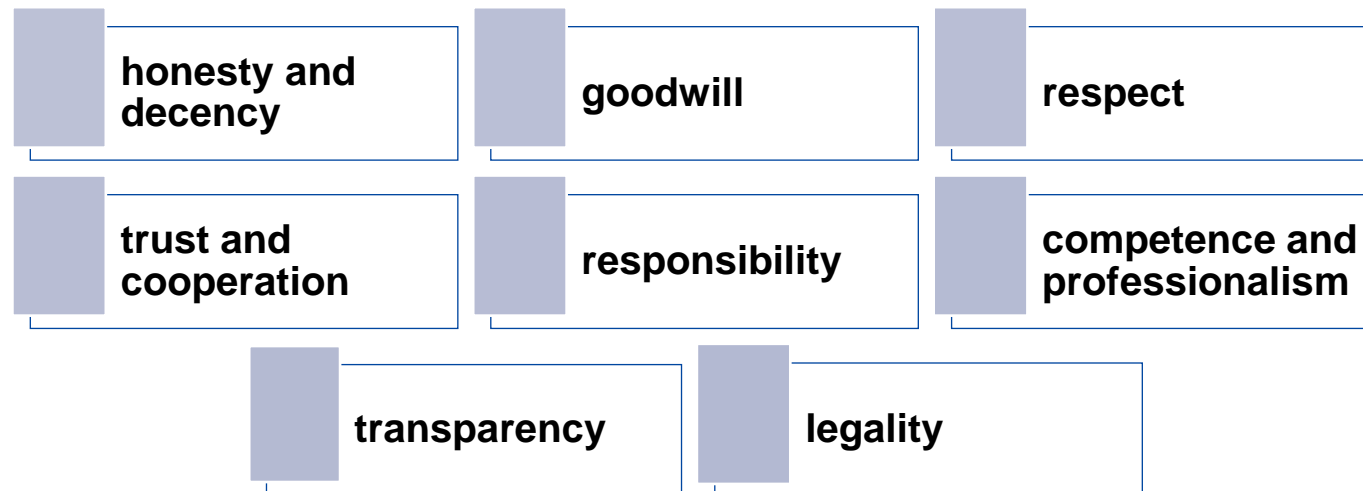 honesty and
decency
goodwill
respect
trust and
cooperation
responsibility
competence and
professionalism
transparency
legality